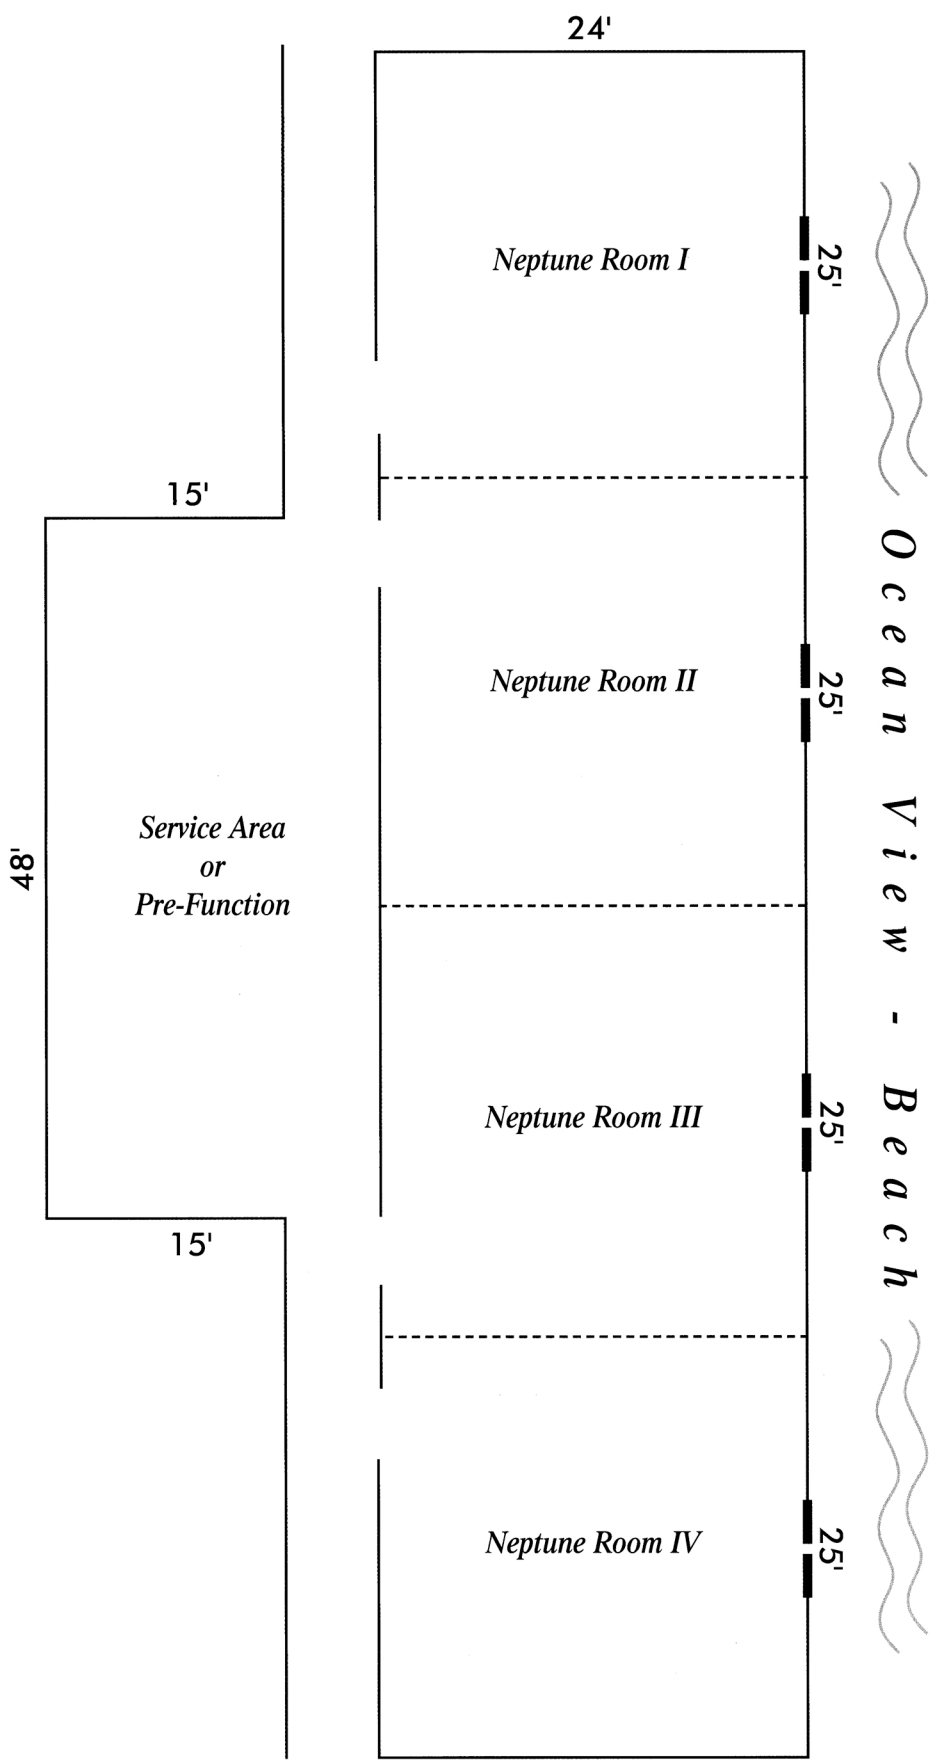 24'
Neptune Room I
25'
15'
Neptune Room II
25'
Service Area
or
Pre-Function
48'
Neptune Room III
25'
15'
Neptune Room IV
25'
Ocean View - Beach